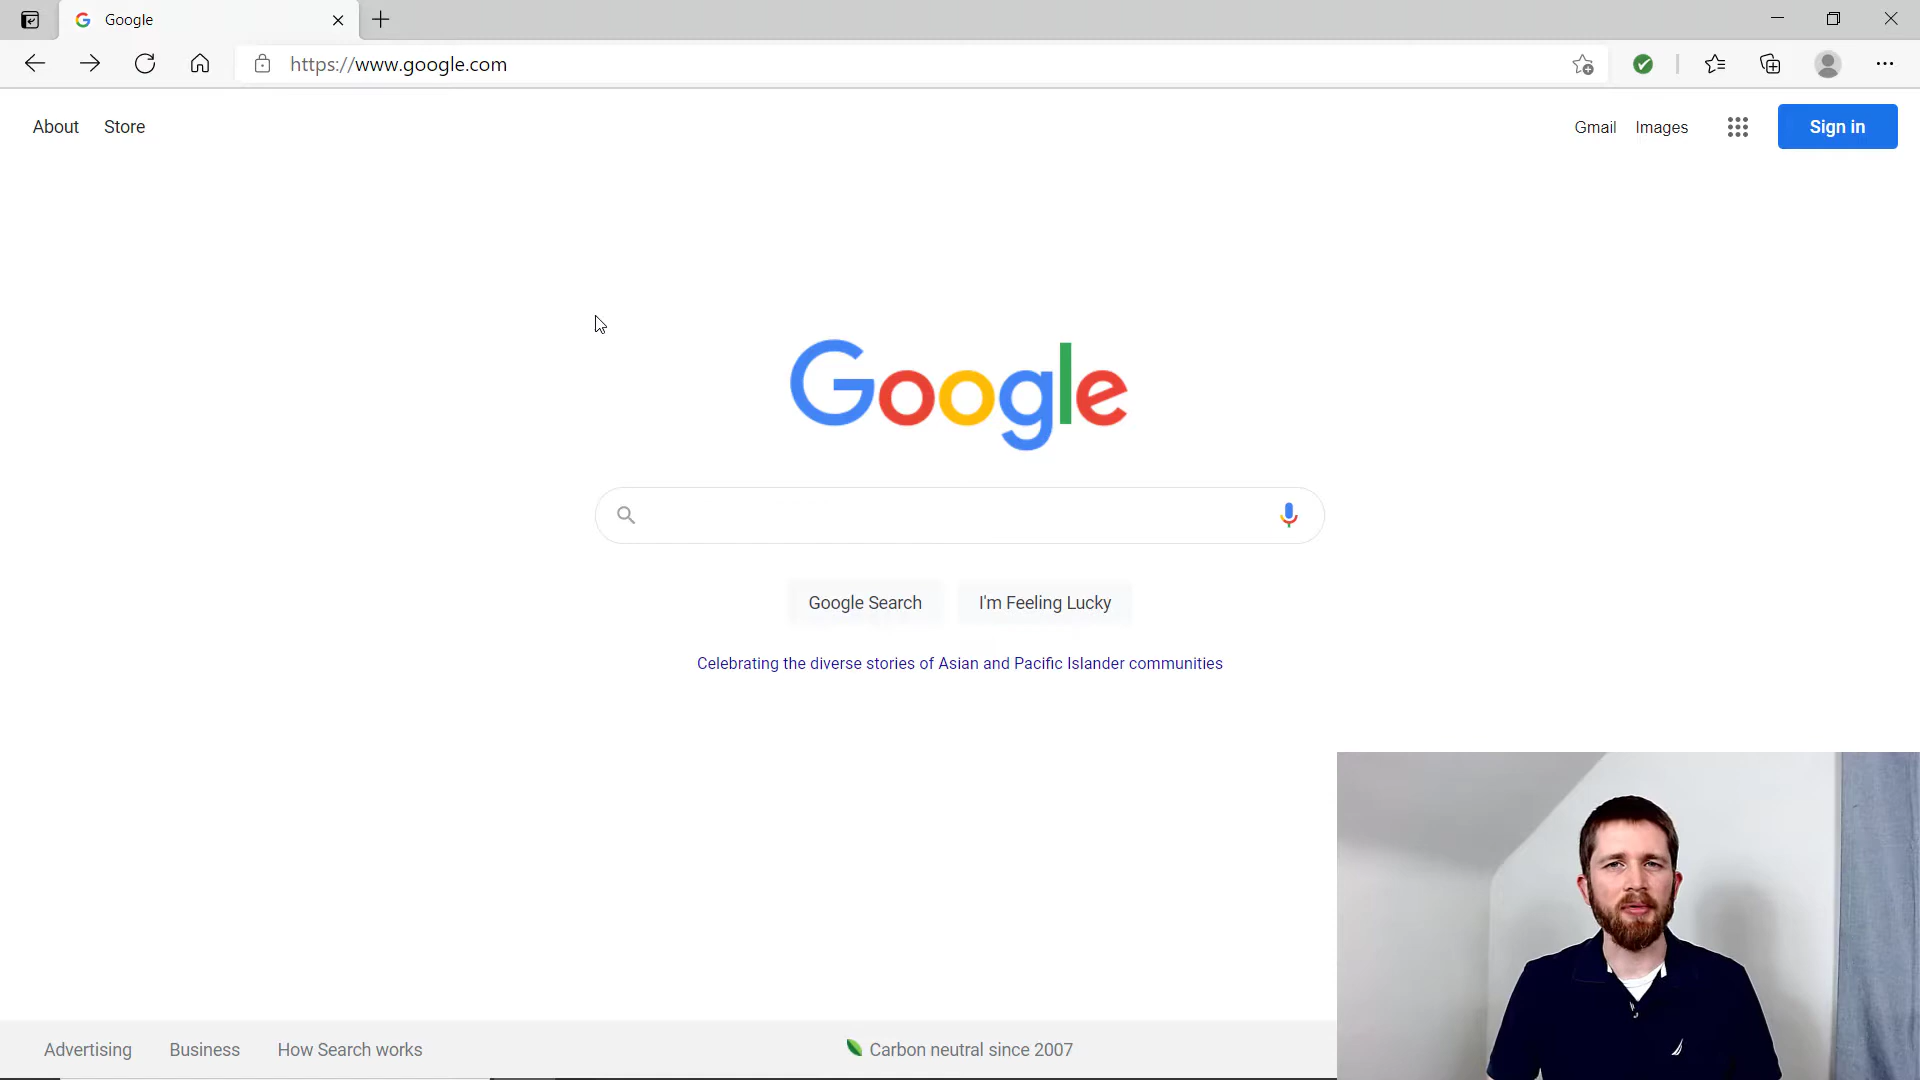 Google
https://www.google.com
About Store
Gmail Images Sign in
Google
Google Search I'm Feeling Lucky
Celebrating the diverse stories of Asian and Pacific Islander communities
Advertising Business How Search works Carbon neutral since 2007